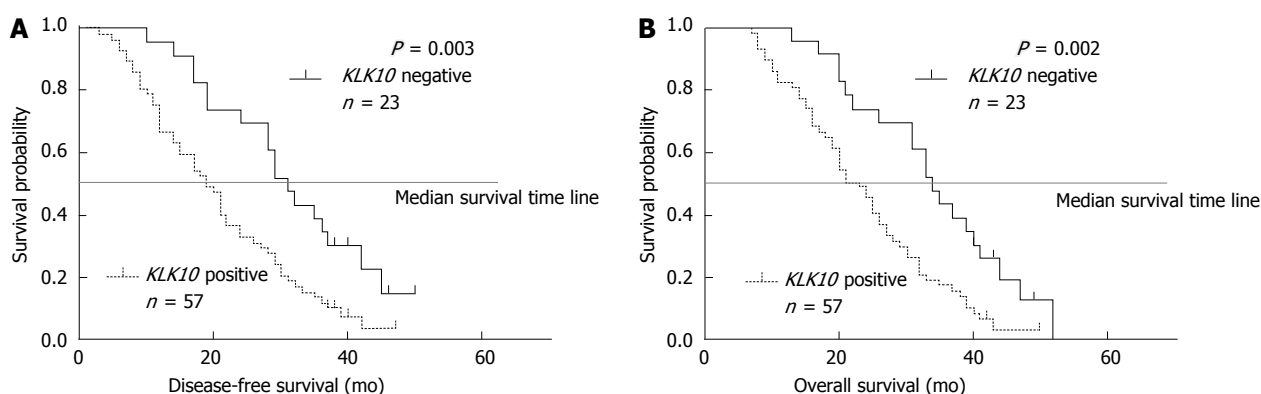 A
Survival probability
1.0
0.8
0.6
0.4
0.2
0.0
P = 0.003
KLK10 negative
n = 23
Median survival time line
KLK10 positive
n = 57
0
20
40
60
Disease-free survival (mo)
B
Survival probability
1.0
0.8
0.6
0.4
0.2
0.0
P = 0.002
KLK10 negative
n = 23
Median survival time line
KLK10 positive
n = 57
0
20
40
60
Overall survival (mo)